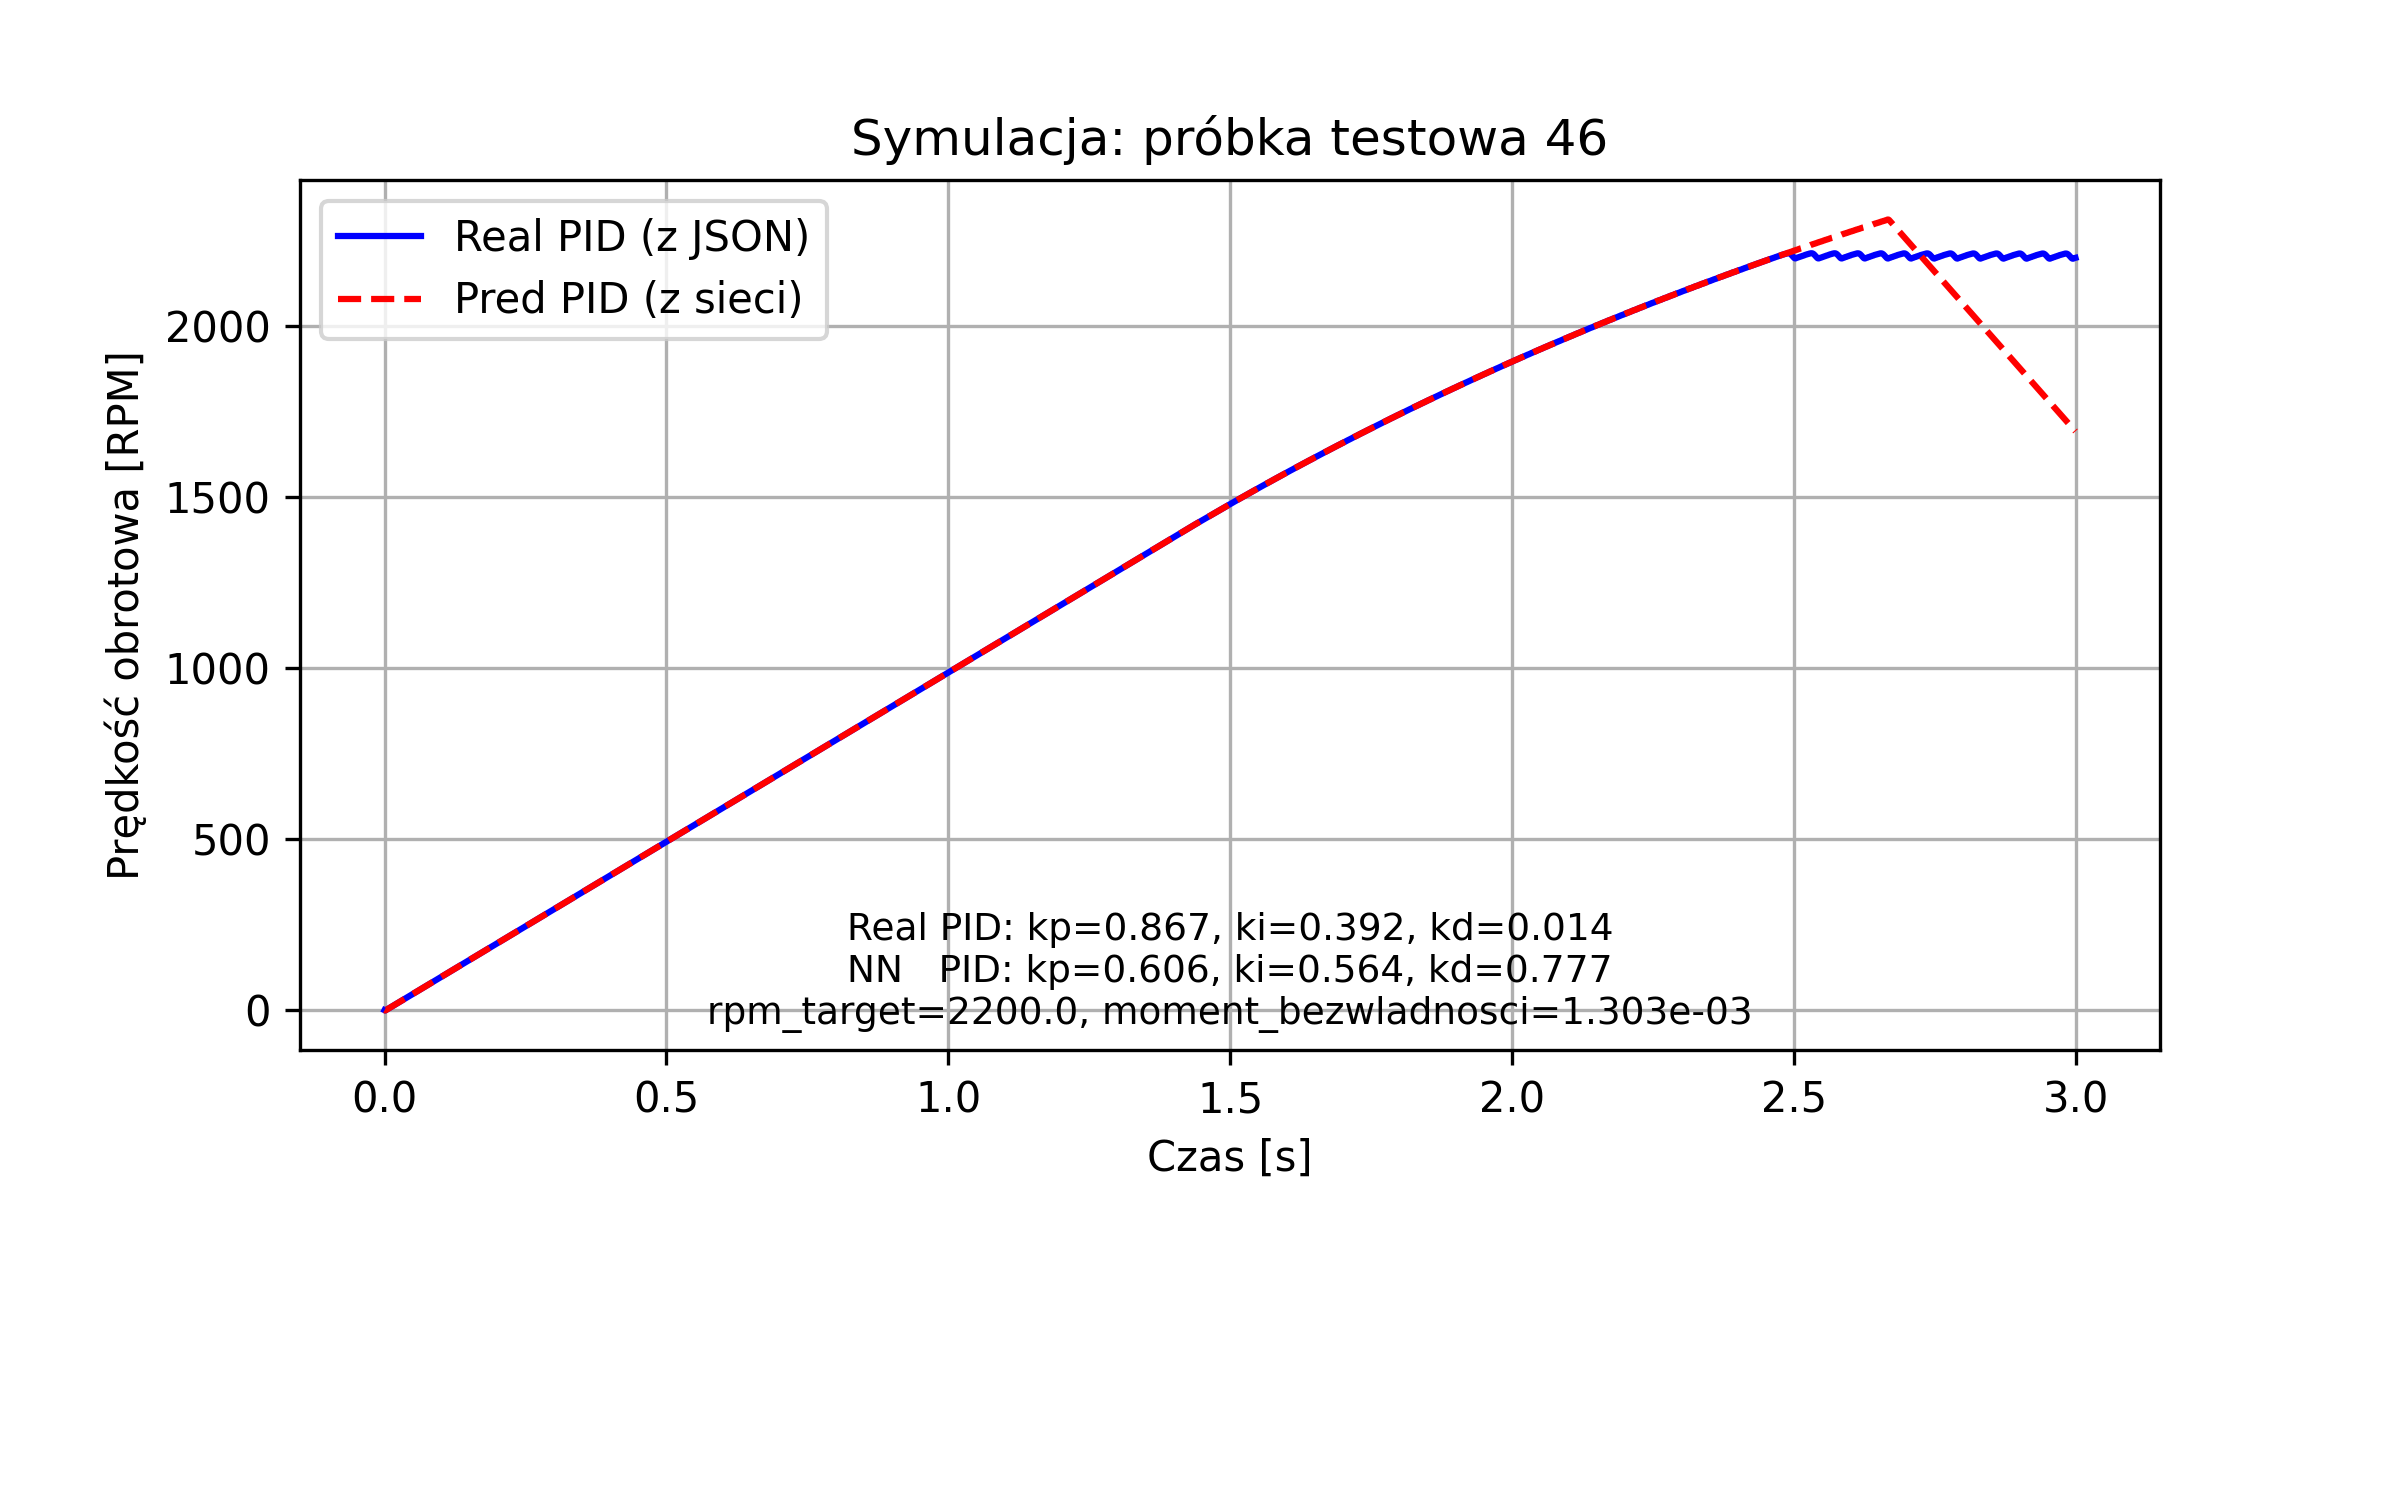 Symulacja: próbka testowa 46
Real PID (z JSON)
Pred PID (z sieci)
Prędkość obrotowa [RPM]
2000
1500
1000
500
0
Real PID: kp=0.867, ki=0.392, kd=0.014
NN   PID: kp=0.606, ki=0.564, kd=0.777
rpm_target=2200.0, moment_bezwladnosci=1.303e-03
0.0 0.5 1.0 1.5 2.0 2.5 3.0
Czas [s]